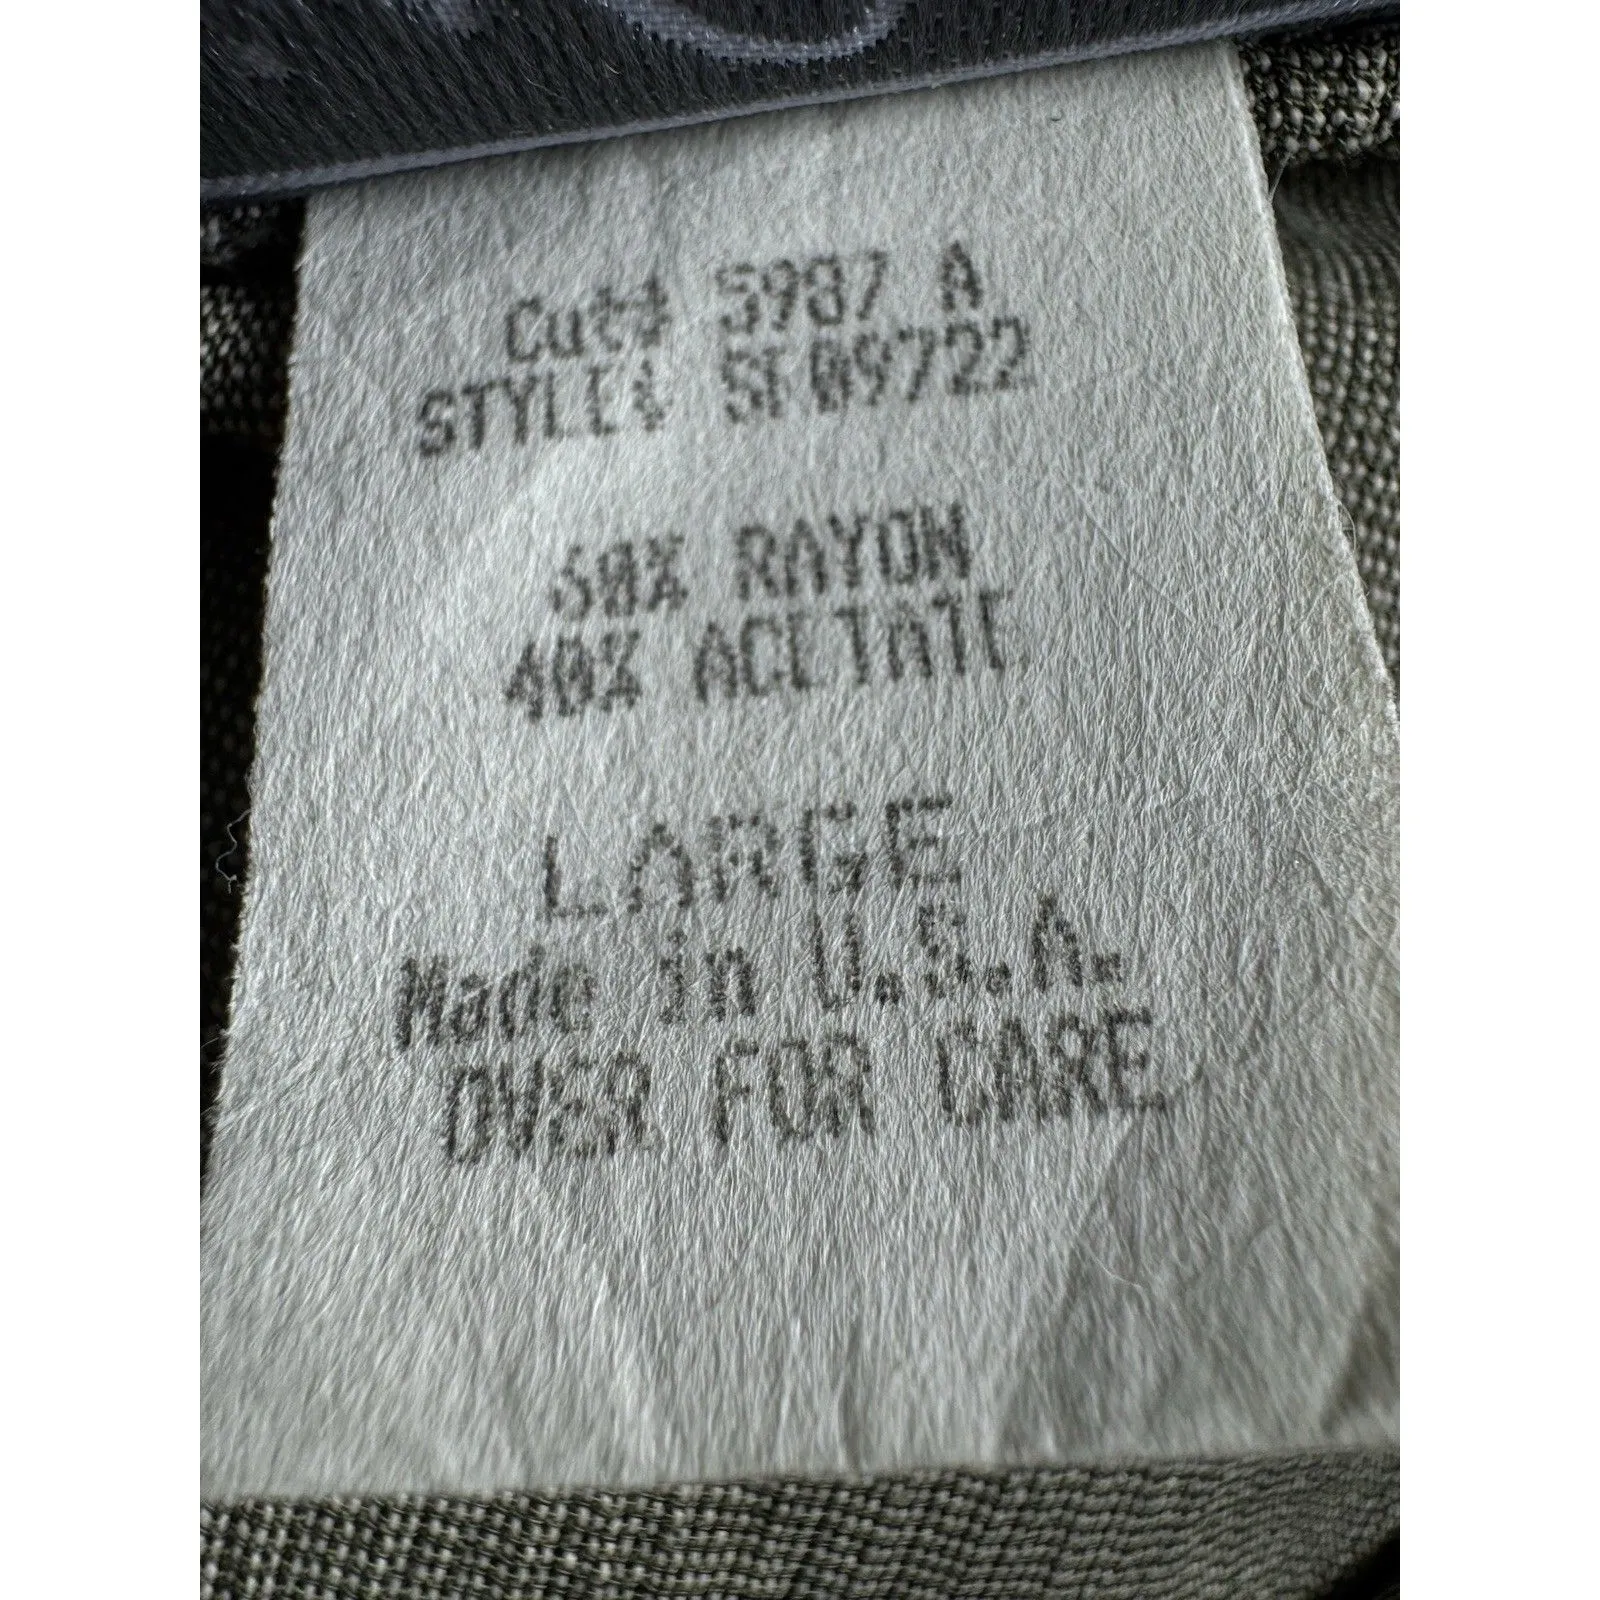 Cut# 5987 A
STYLE# SF09722
60% RAYON
40% ACETATE
LARGE
Made in U.S.A.
OVER FOR CARE